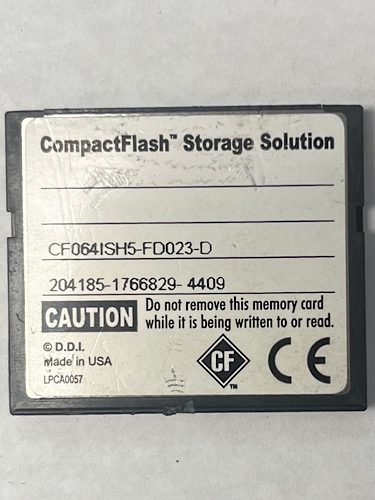 CompactFlash™ Storage Solution
CF064ISH5-FD023-D
204185-1766829- 4409
CAUTION Do not remove this memory card
while it is being written to or read.
© D.D.I.
Made in USA
LPCA0057
CF
™
CE